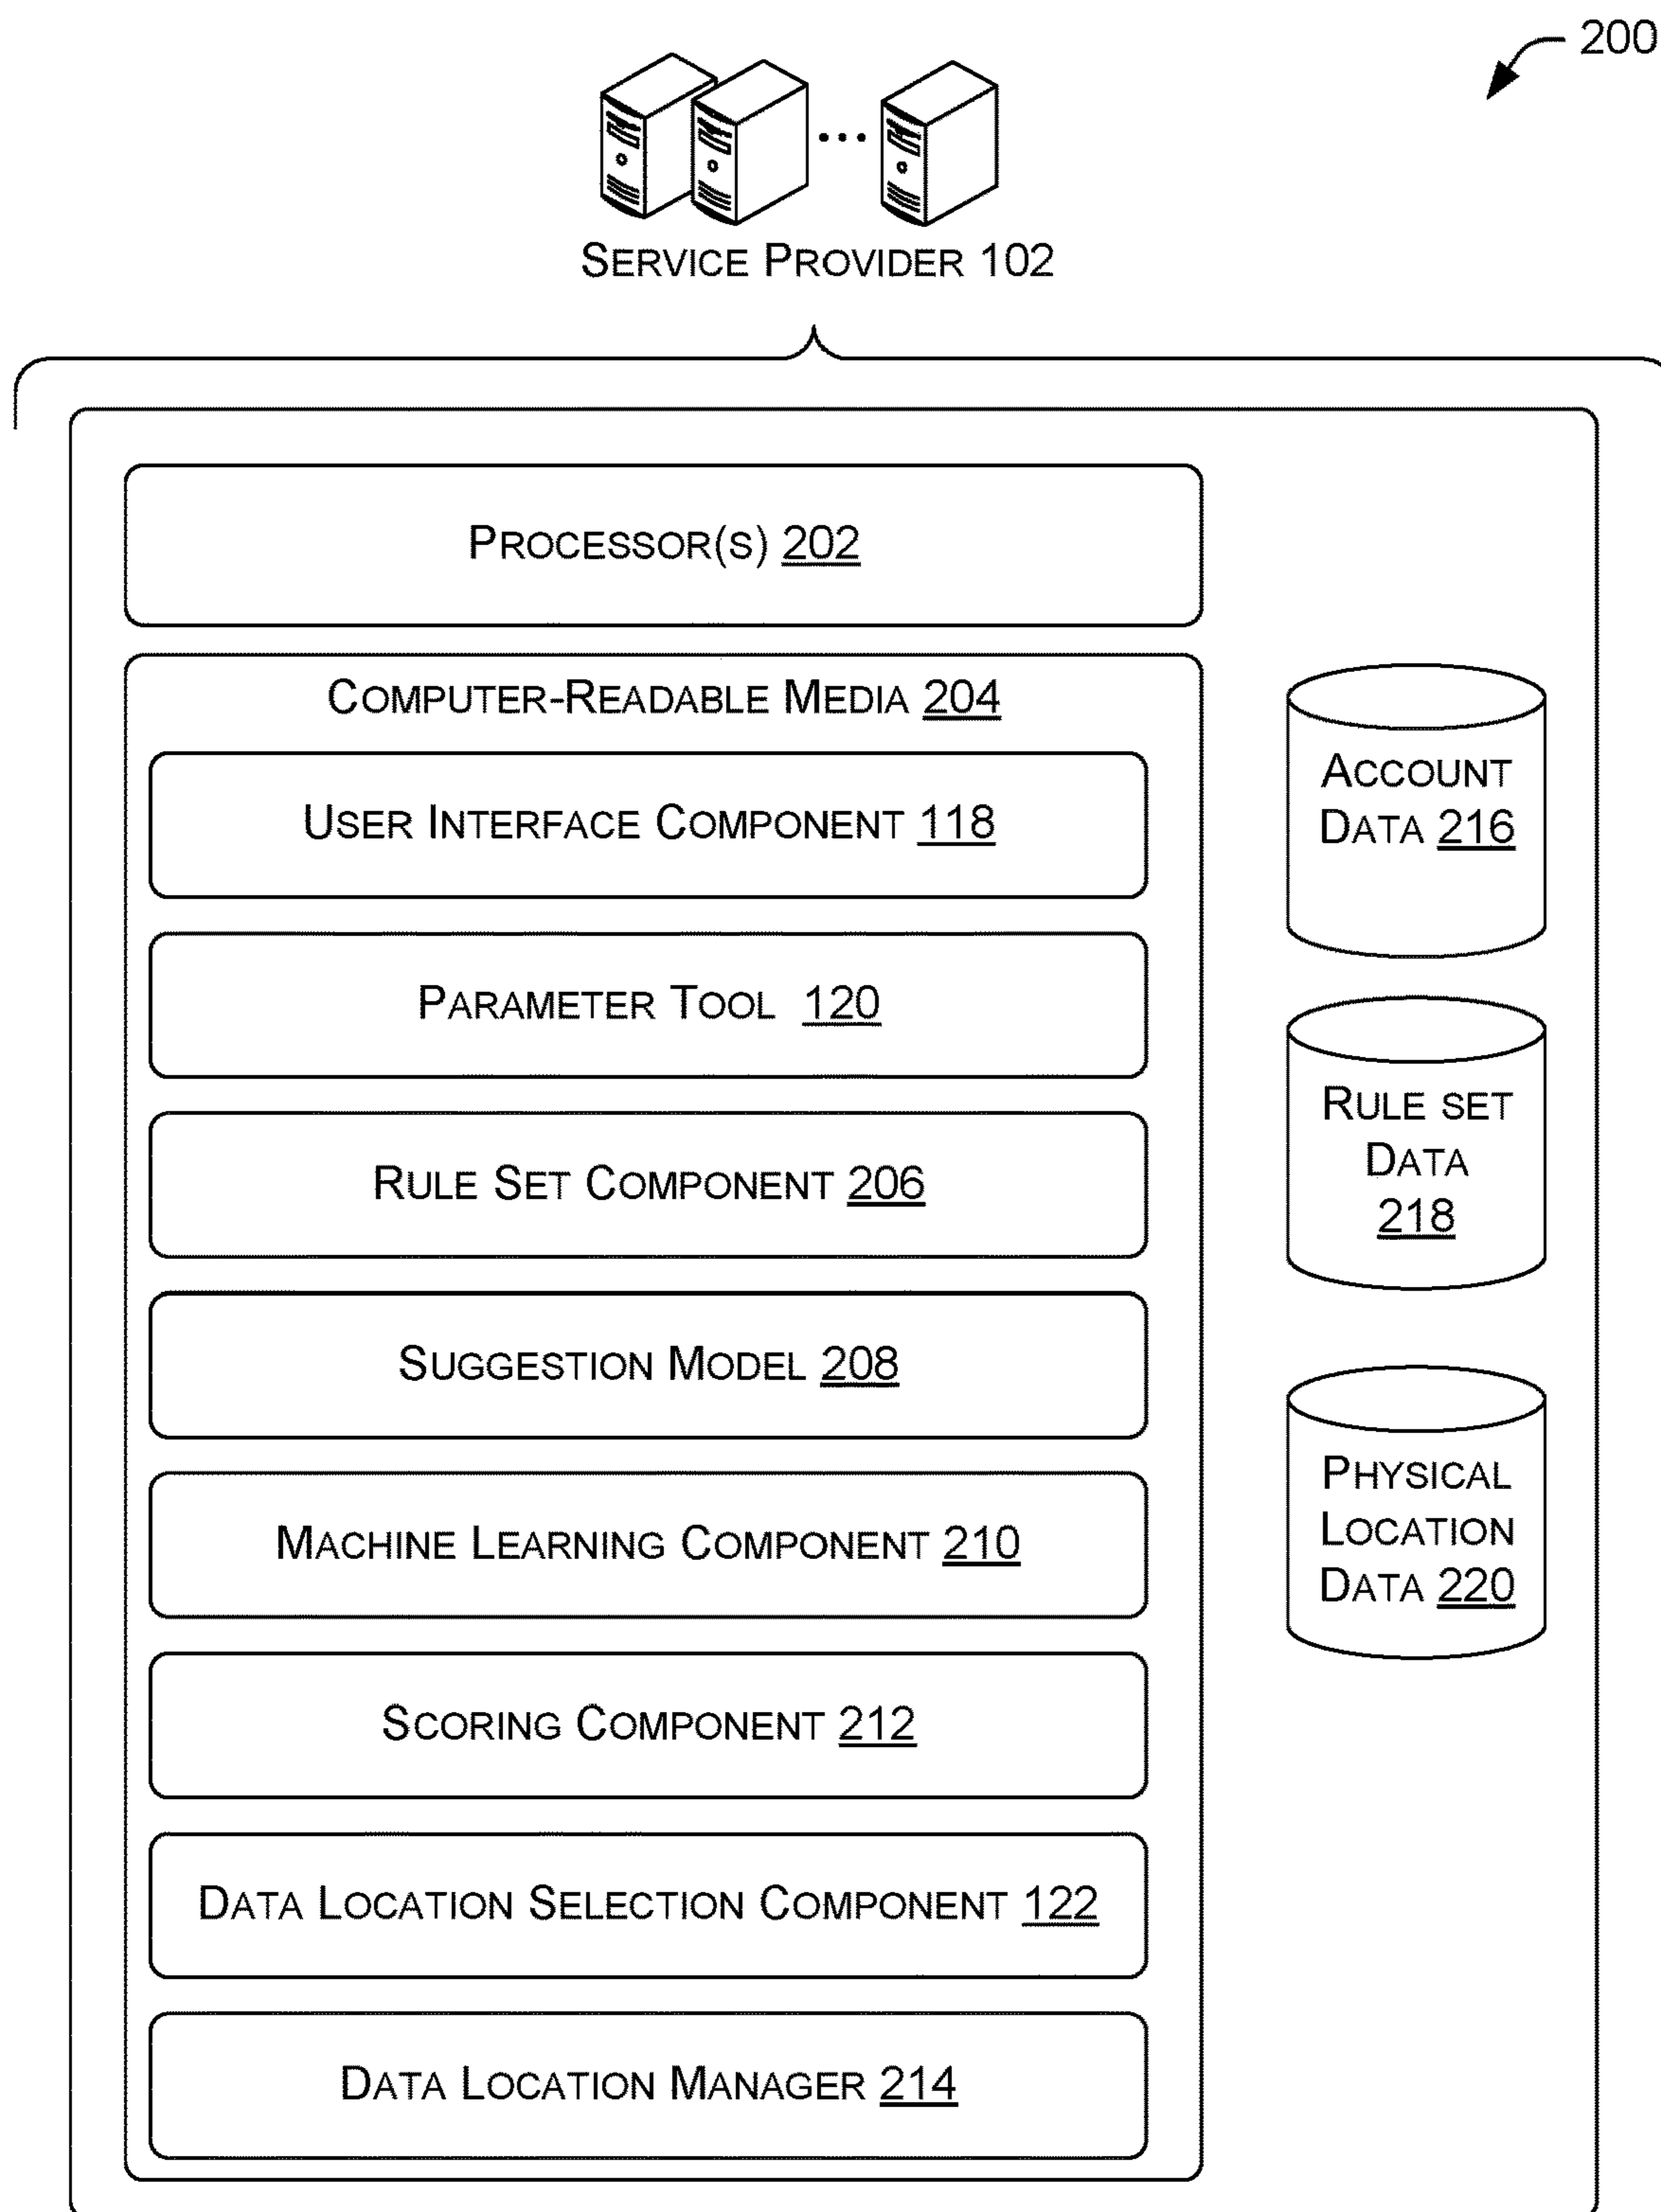 200
SERVICE PROVIDER 102
PROCESSOR(S) 202
COMPUTER-READABLE MEDIA 204
USER INTERFACE COMPONENT 118
PARAMETER TOOL 120
RULE SET COMPONENT 206
SUGGESTION MODEL 208
MACHINE LEARNING COMPONENT 210
SCORING COMPONENT 212
DATA LOCATION SELECTION COMPONENT 122
DATA LOCATION MANAGER 214
ACCOUNT
DATA 216
RULE SET
DATA
218
PHYSICAL
LOCATION
DATA 220